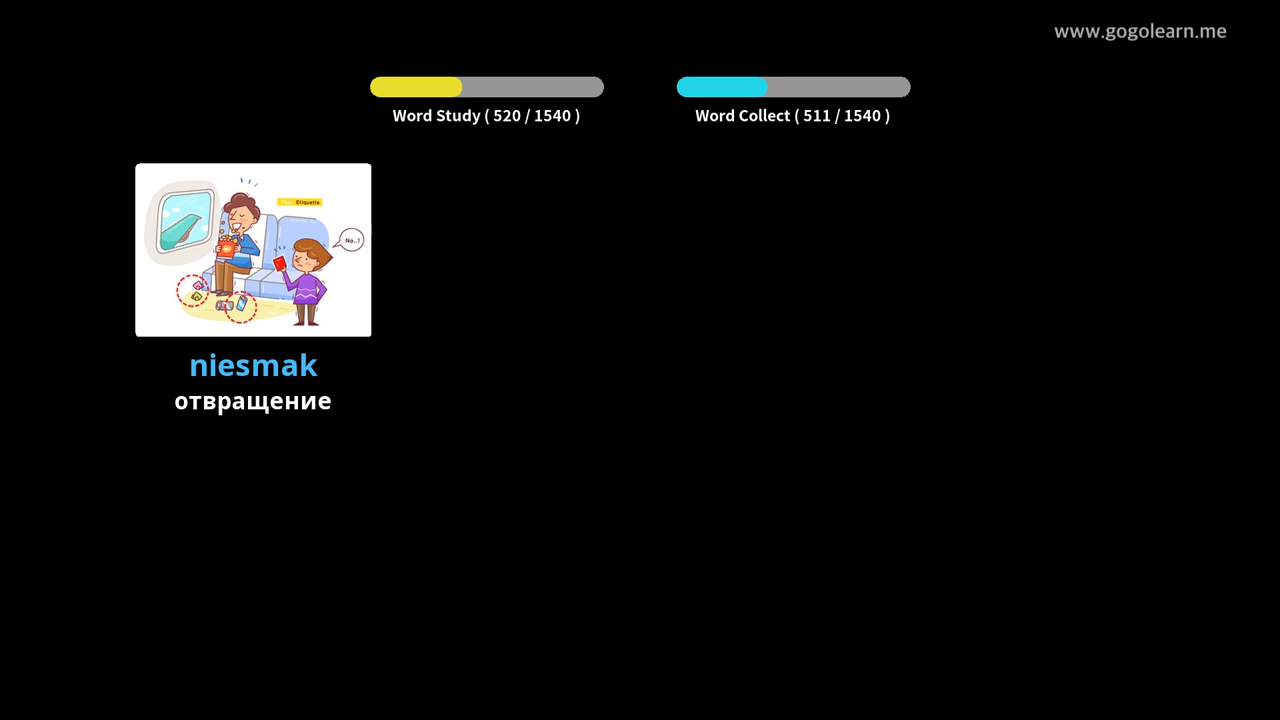 www.gogolearn.me
Word Study ( 520 / 1540 )
Word Collect ( 511 / 1540 )
Etiquette
No..!
niesmak
отвращение